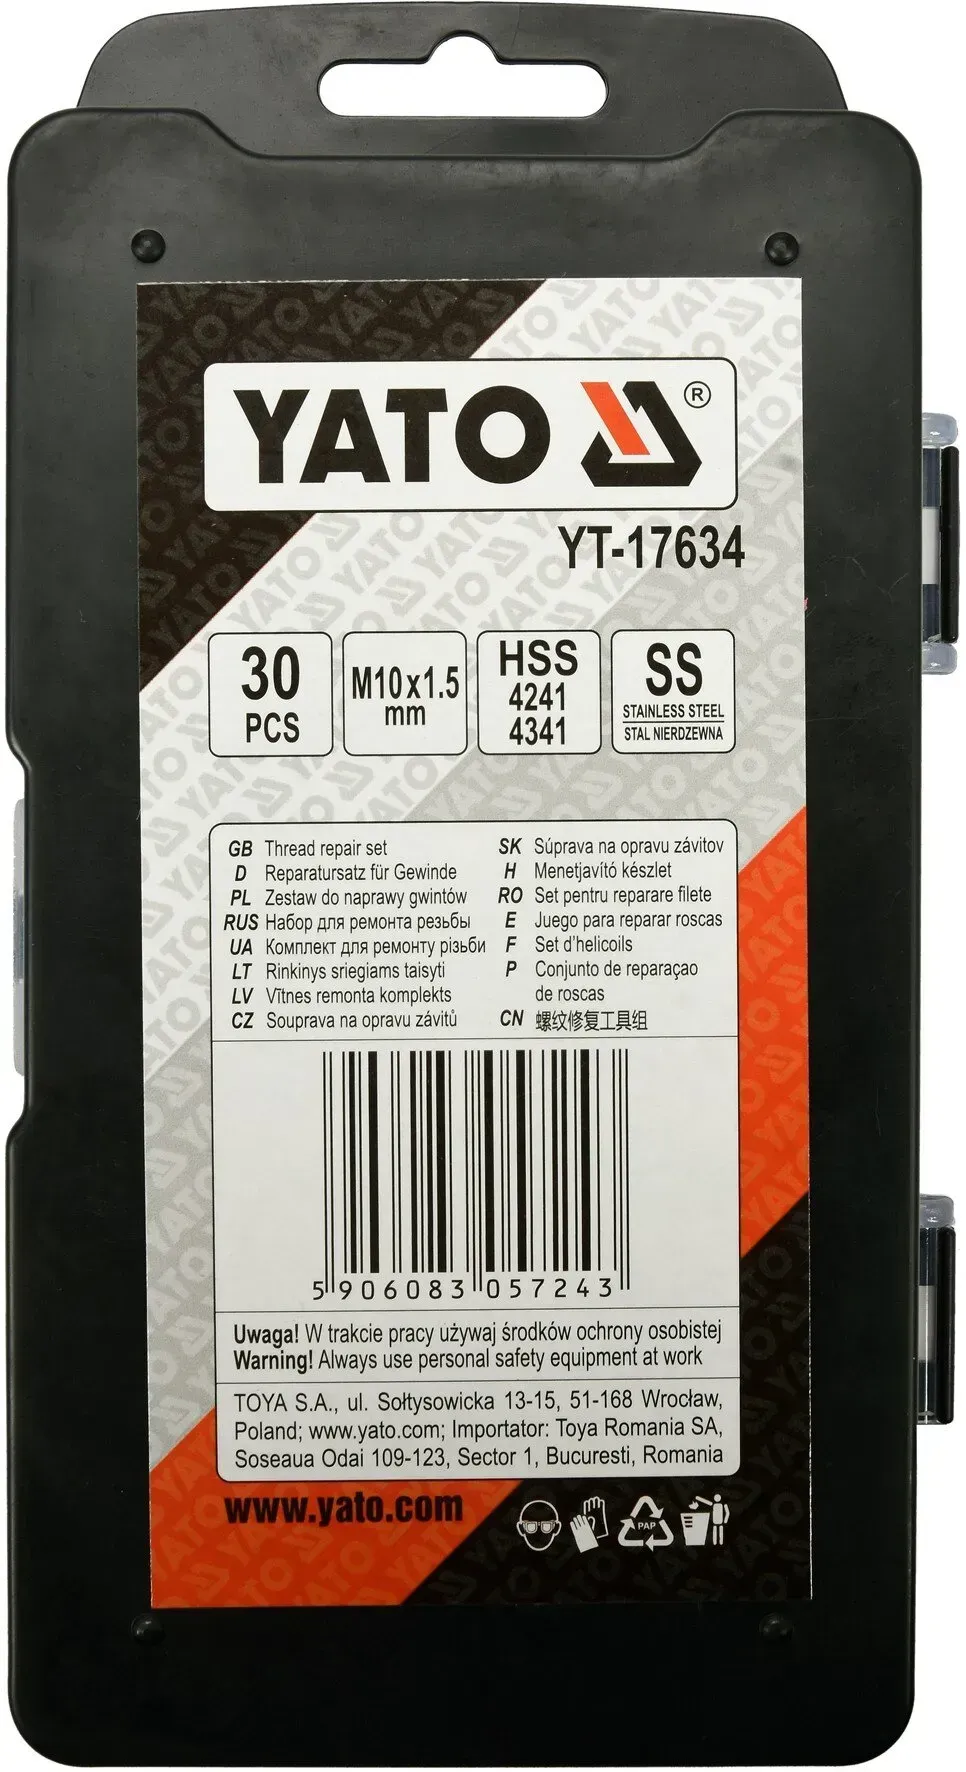 YATO ®
YT-17634
30
PCS
M10x1.5
mm
HSS
4241
4341
SS
STAINLESS STEEL
STAL NIERDZEWNA
GB Thread repair set
D Reparatursatz für Gewinde
PL Zestaw do naprawy gwintów
RUS Набор для ремонта резьбы
UA Комплект для ремонту різьби
LT Rinkinys sriegiams taisyti
LV Vītnes remonta komplekts
CZ Souprava na opravu závitů
SK Súprava na opravu závitov
H Menetjavító készlet
RO Set pentru reparare filete
E Juego para reparar roscas
F Set d’helicoils
P Conjunto de reparaçao
de roscas
CN 螺纹修复工具组
5 906083 057243
Uwaga! W trakcie pracy używaj środków ochrony osobistej
Warning! Always use personal safety equipment at work
TOYA S.A., ul. Sołtysowicka 13-15, 51-168 Wrocław,
Poland; www.yato.com; Importator: Toya Romania SA,
Soseaua Odai 109-123, Sector 1, Bucuresti, Romania
www.yato.com
PAP